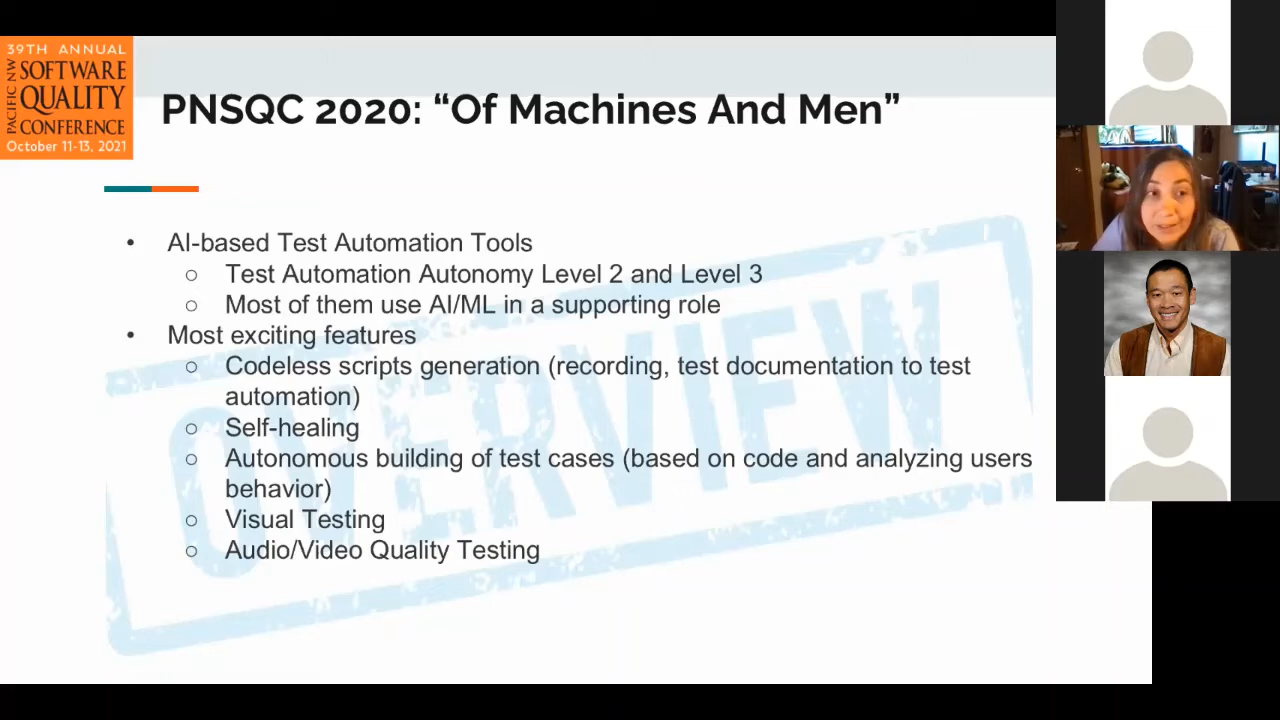 39TH ANNUAL
PACIFIC NW
SOFTWARE
QUALITY
CONFERENCE
October 11-13, 2021
PNSQC 2020: “Of Machines And Men”
OVERVIEW
• AI-based Test Automation Tools
○ Test Automation Autonomy Level 2 and Level 3
○ Most of them use AI/ML in a supporting role
• Most exciting features
○ Codeless scripts generation (recording, test documentation to test
automation)
○ Self-healing
○ Autonomous building of test cases (based on code and analyzing users
behavior)
○ Visual Testing
○ Audio/Video Quality Testing